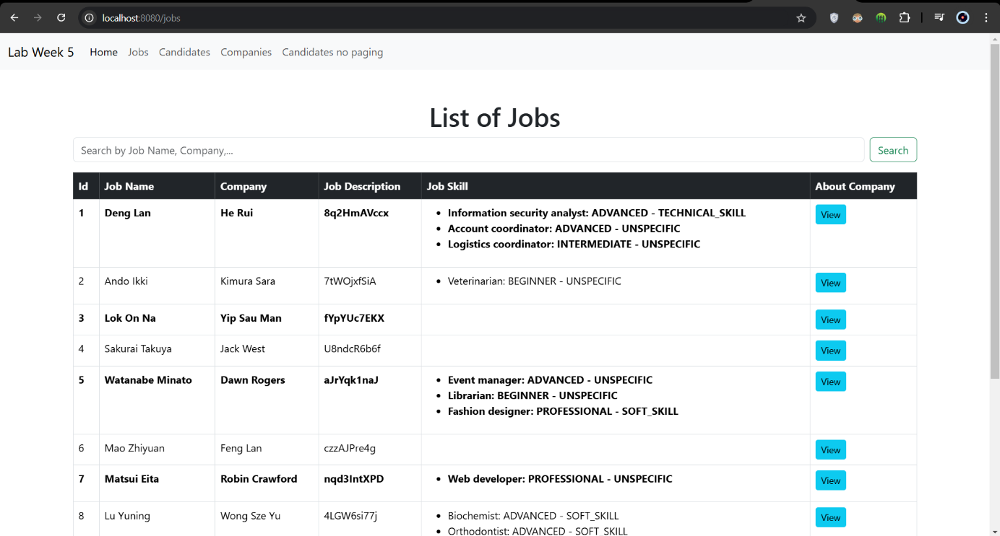 localhost:8080/jobs
Lab Week 5 Home Jobs Candidates Companies Candidates no paging
List of Jobs
Search by Job Name, Company,... Search
Id Job Name Company Job Description Job Skill About Company
1 Deng Lan He Rui 8q2HmAVccx • Information security analyst: ADVANCED - TECHNICAL_SKILL View
• Account coordinator: ADVANCED - UNSPECIFIC
• Logistics coordinator: INTERMEDIATE - UNSPECIFIC
2 Ando Ikki Kimura Sara 7tWOjxfSiA • Veterinarian: BEGINNER - UNSPECIFIC View
3 Lok On Na Yip Sau Man fYpYUc7EKX View
4 Sakurai Takuya Jack West U8ndcR6b6f View
5 Watanabe Minato Dawn Rogers aJrYqk1naJ • Event manager: ADVANCED - UNSPECIFIC View
• Librarian: BEGINNER - UNSPECIFIC
• Fashion designer: PROFESSIONAL - SOFT_SKILL
6 Mao Zhiyuan Feng Lan czzAJPre4g View
7 Matsui Eita Robin Crawford nqd3IntXPD • Web developer: PROFESSIONAL - UNSPECIFIC View
8 Lu Yuning Wong Sze Yu 4LGW6si77j • Biochemist: ADVANCED - SOFT_SKILL View
• Orthodontist: ADVANCED - SOFT_SKILL